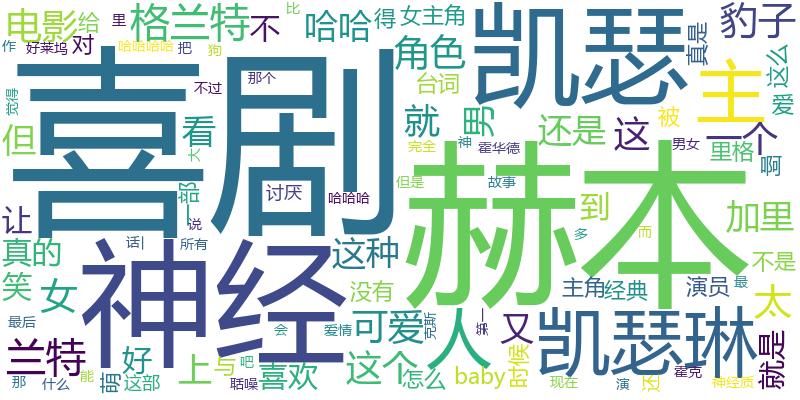 电影 给 里 格兰特 不 哈哈 得 女主角 比 凯瑟 真是 豹子
作 好莱坞 对 哈哈哈哈 把 狗 角色 台词 这么
觉得 喜剧 不过 那个 就 男 主 爱
但 看 太 神 完全 霍华德 还是 被 这 男女 一个 里格 啊
一部 讨厌 哈哈哈 但是 故事 赫本 到 加里
让 说 多 而
真的 话 所有 神经 这种 没有 人 主角 经典 演员 不是 最
笑 女 可爱 克斯 第一 又 凯瑟琳 太
最后 会 爱情
兰特 好 上 与 吧 喜欢 这个 怎么 baby 时候 现在 演 还 霍克 就是
那 什么 能 萌 这部 聒噪 神经质